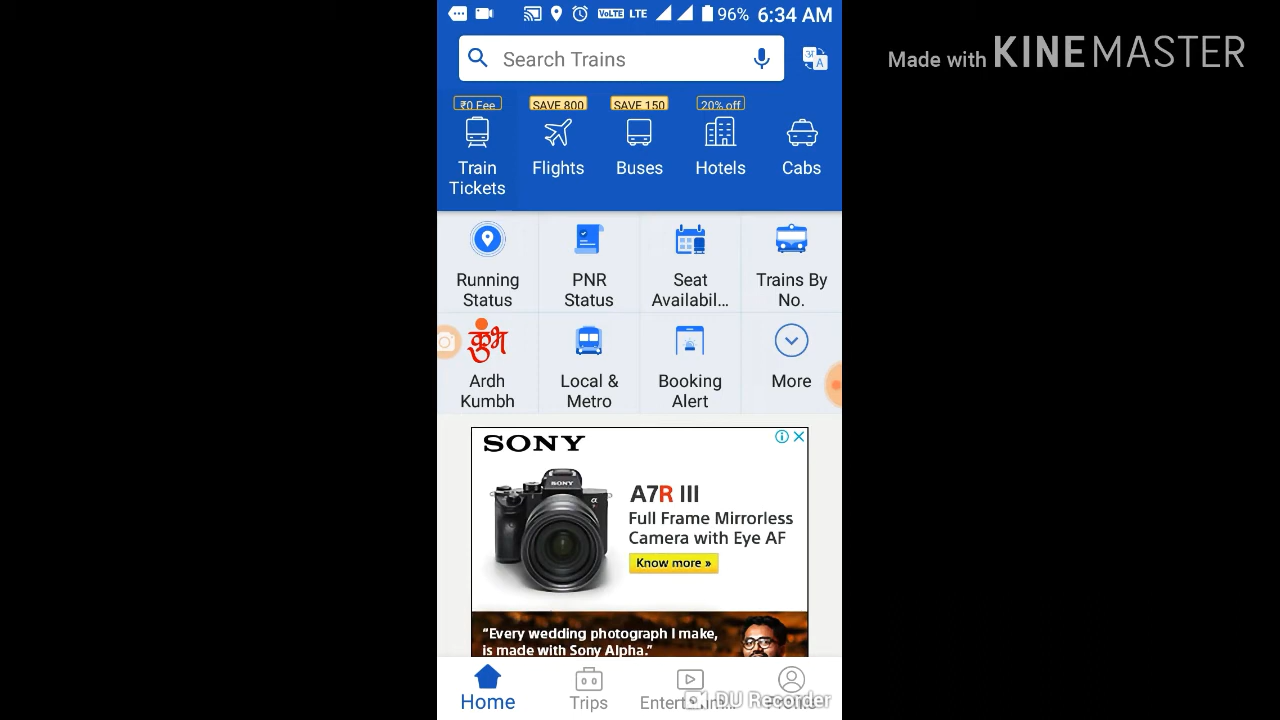 VoLTE LTE 96% 6:34 AM
Made with KINEMASTER
Search Trains
₹0 Fee SAVE 800 SAVE 150 20% off
Train Tickets
Flights
Buses
Hotels
Cabs
Running
Status
PNR
Status
Seat
Availabil...
Trains By
No.
कुंभ
Ardh
Kumbh
Local &
Metro
Booking
Alert
More
SONY
SONY
α
A7R III
Full Frame Mirrorless
Camera with Eye AF
Know more »
"Every wedding photograph I make,
is made with Sony Alpha."
Home
Trips
DU Recorder